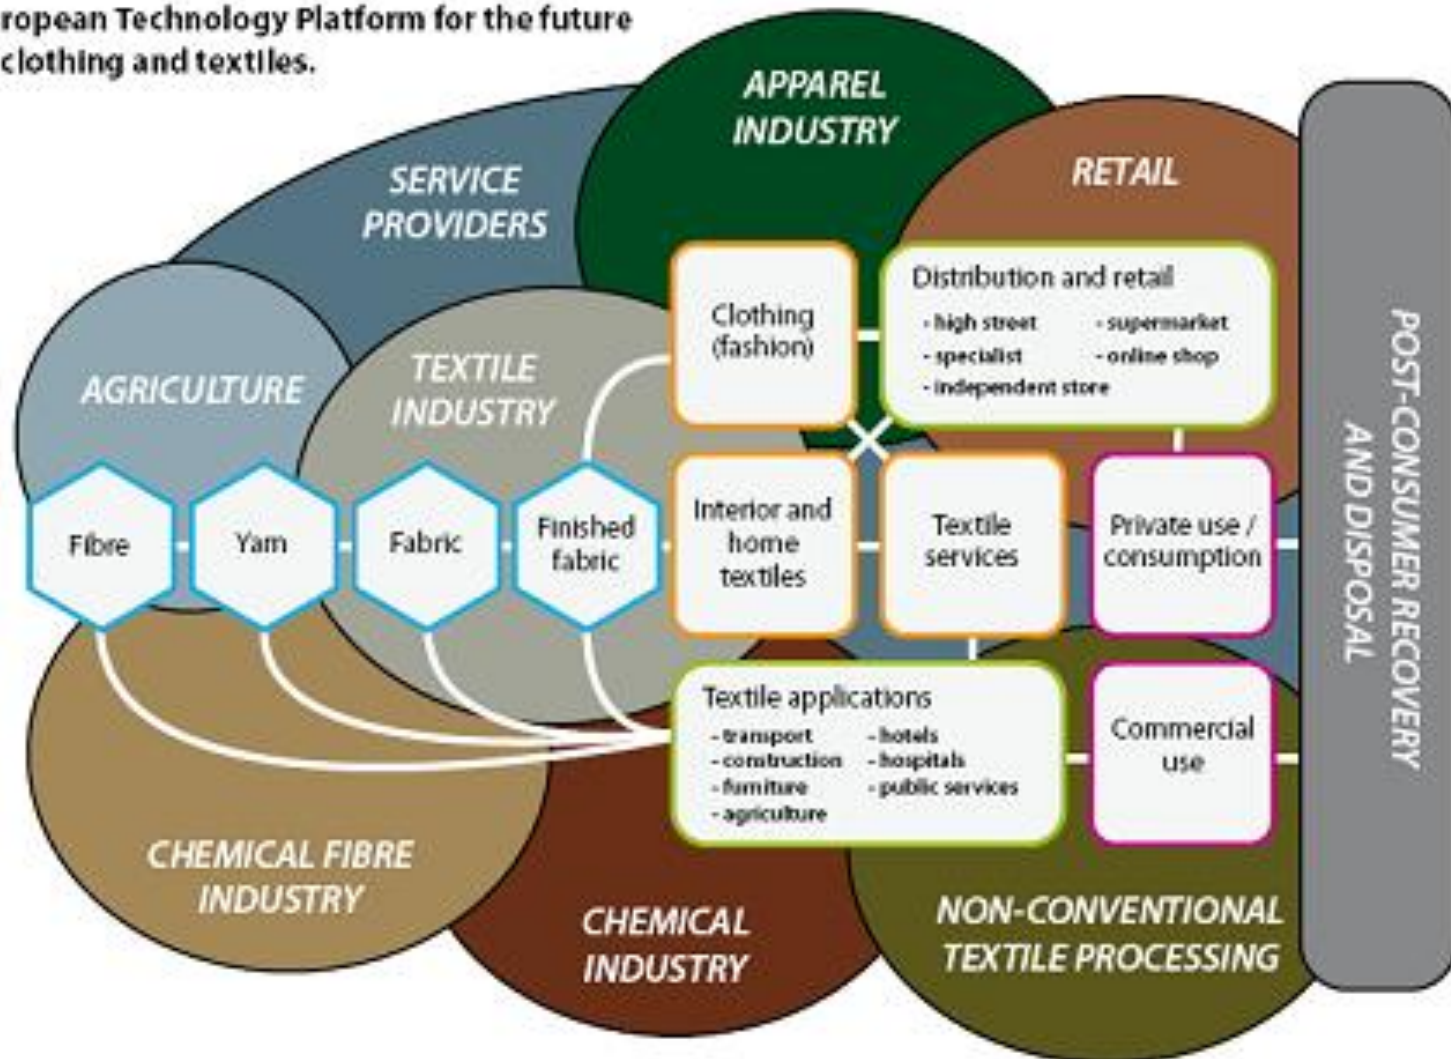 ropean Technology Platform for the future
clothing and textiles.
APPAREL
INDUSTRY
SERVICE
PROVIDERS
RETAIL
AGRICULTURE
TEXTILE
INDUSTRY
Clothing
(fashion)
Distribution and retail
- high street
- supermarket
- specialist
- online shop
- independent store
Fibre
Yarn
Fabric
Finished
fabric
Interior and
home
textiles
Textile
services
Private use /
consumption
Textile applications
- transport
- hotels
- construction
- hospitals
- furniture
- public services
- agriculture
Commercial
use
CHEMICAL FIBRE
INDUSTRY
CHEMICAL
INDUSTRY
NON-CONVENTIONAL
TEXTILE PROCESSING
POST-CONSUMER RECOVERY
AND DISPOSAL